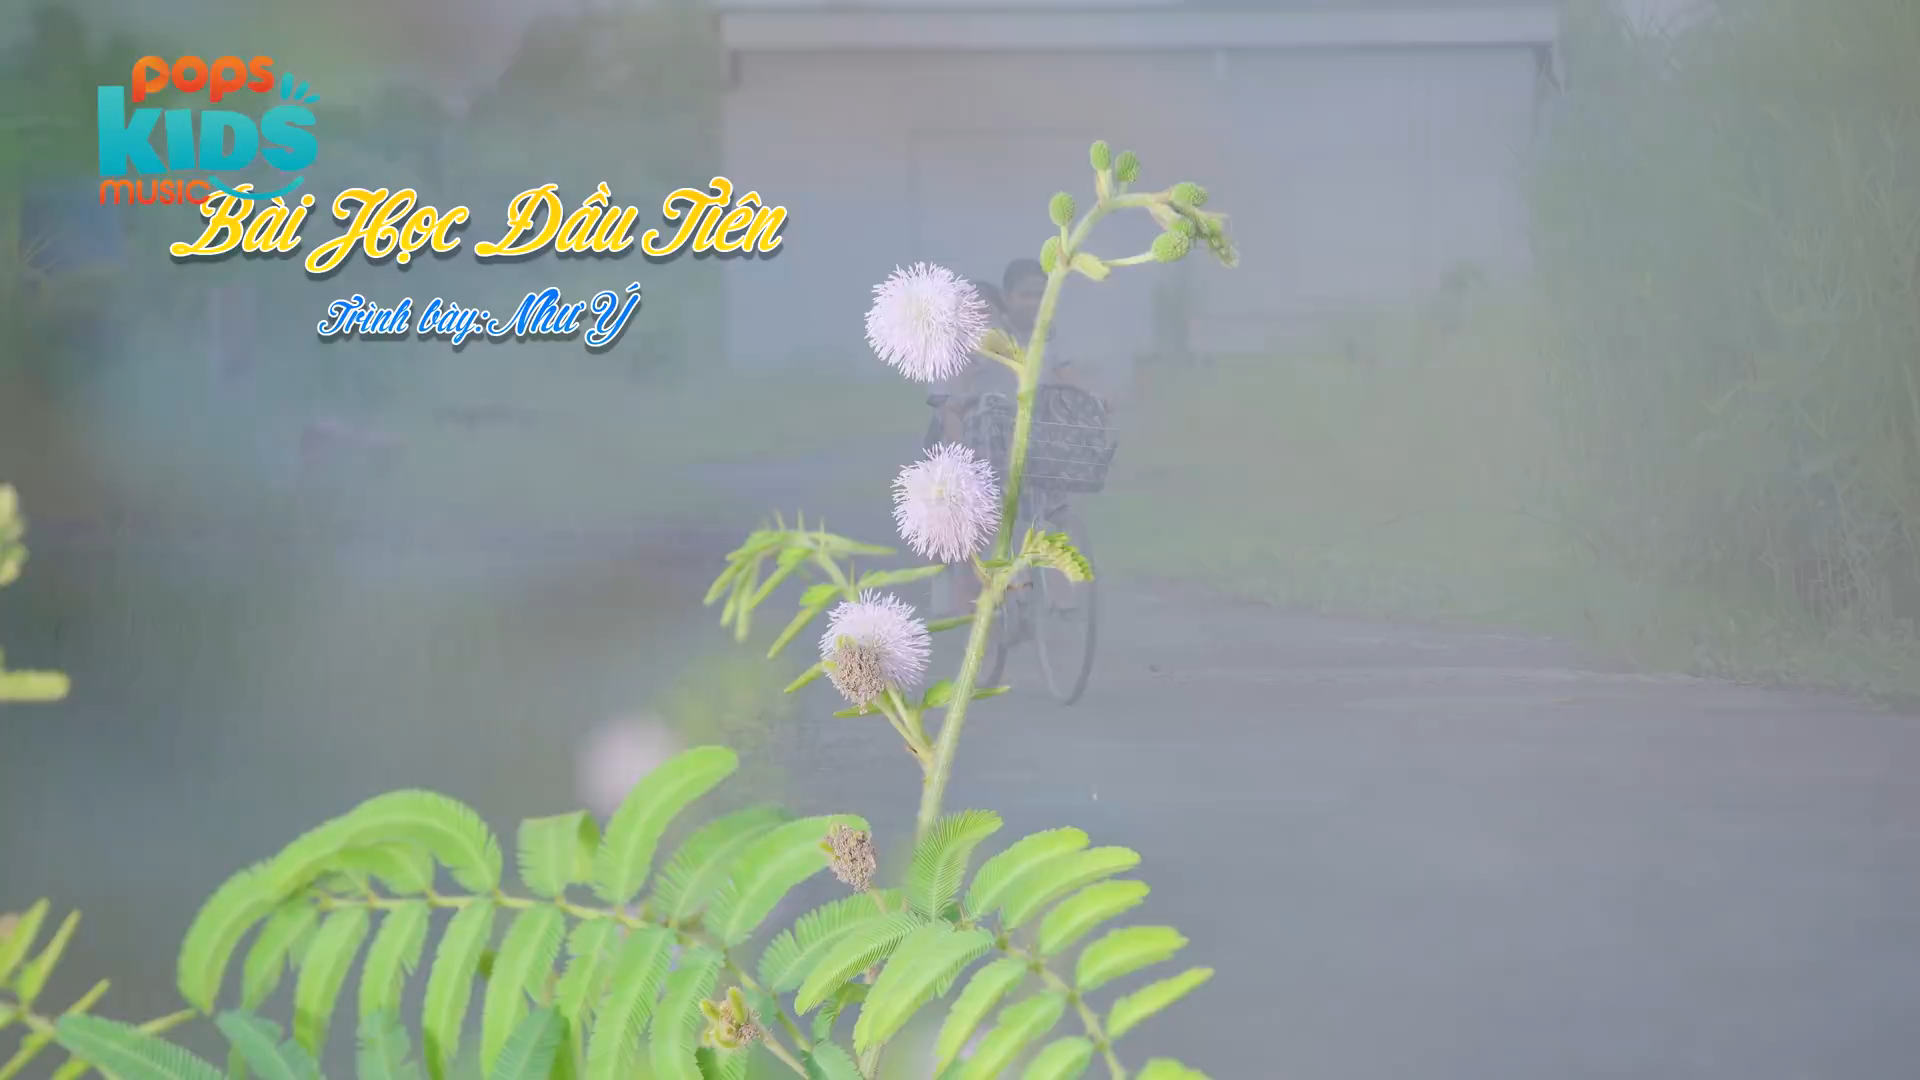 POPS
KIDS
MUSIC
Bài Học Đầu Tiên
Trình bày: Như Ý